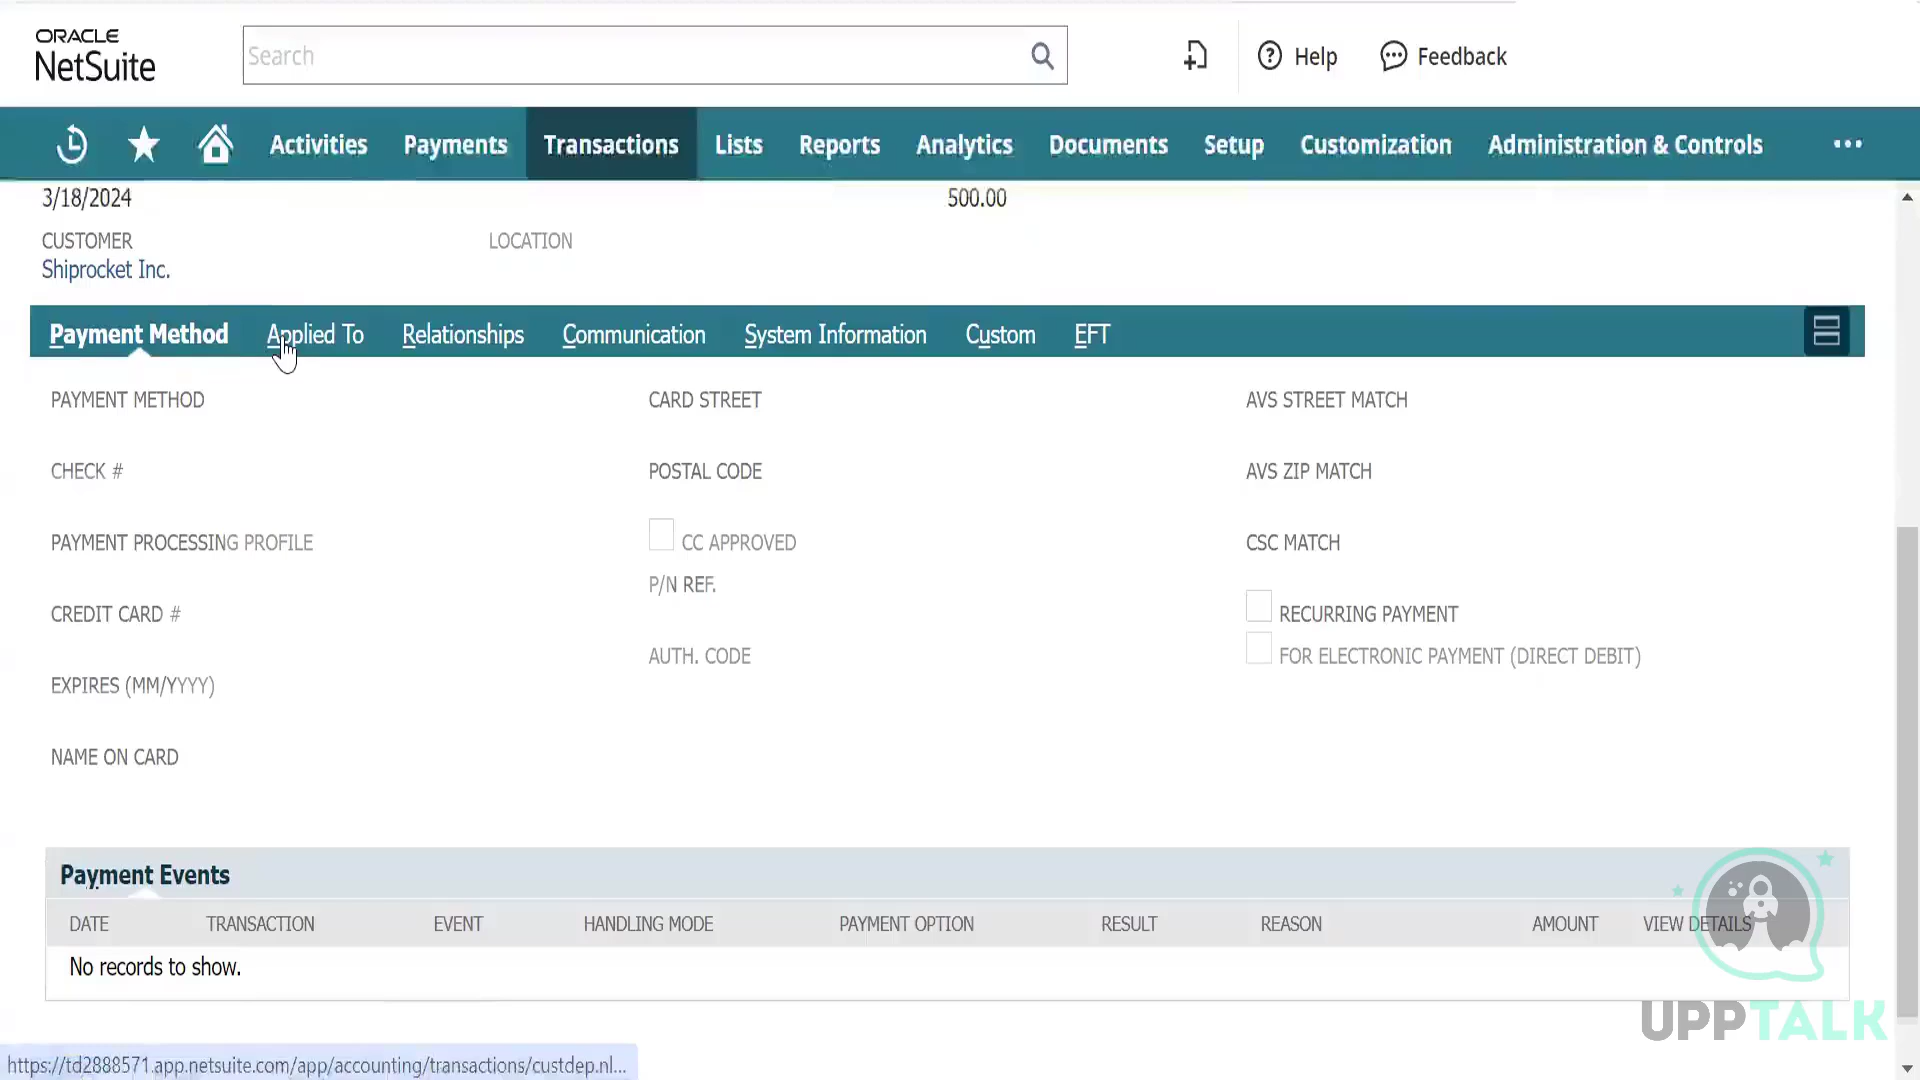 ORACLE
NetSuite
Search
Help
Feedback
Activities
Payments
Transactions
Lists
Reports
Analytics
Documents
Setup
Customization
Administration & Controls
3/18/2024
500.00
CUSTOMER
LOCATION
Shiprocket Inc.
Payment Method
Applied To
Relationships
Communication
System Information
Custom
EFT
PAYMENT METHOD
CARD STREET
AVS STREET MATCH
CHECK #
POSTAL CODE
AVS ZIP MATCH
PAYMENT PROCESSING PROFILE
CC APPROVED
CSC MATCH
P/N REF.
CREDIT CARD #
RECURRING PAYMENT
AUTH. CODE
FOR ELECTRONIC PAYMENT (DIRECT DEBIT)
EXPIRES (MM/YYYY)
NAME ON CARD
Payment Events
DATE
TRANSACTION
EVENT
HANDLING MODE
PAYMENT OPTION
RESULT
REASON
AMOUNT
VIEW DETAILS
No records to show.
UPPTALK
https://td2888571.app.netsuite.com/app/accounting/transactions/custdep.nl...